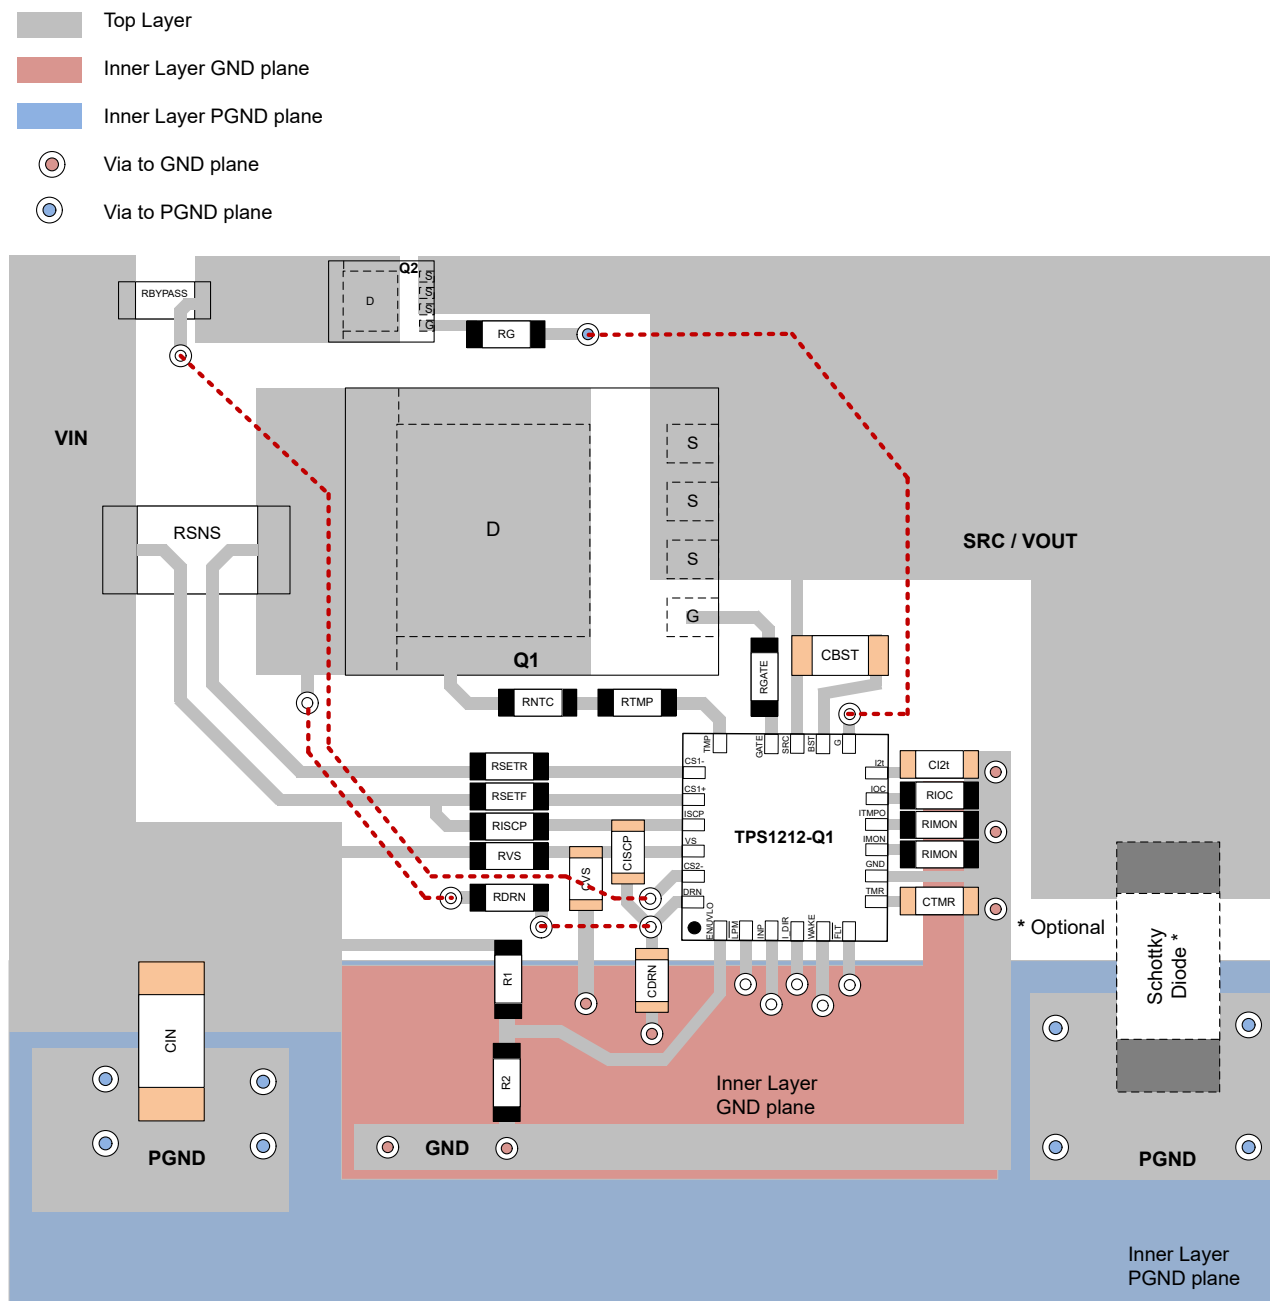 Top Layer
Inner Layer GND plane
Inner Layer PGND plane
Via to GND plane
Via to PGND plane
Q2
RBYPASS
D
S
S
S
G
RG
VIN
S
S
S
G
D
RSNS
SRC / VOUT
Q1
CBST
RGATE
RNTC
RTMP
TMP
GATE
SRC
BST
G
RSETR
CS1-
I2t
CI2t
RSETF
CS1+
IOC
RIOC
RISCP
ISCP
ITMPO
RIMON
CISCP
TPS1212-Q1
RVS
VS
IMON
RIMON
CVS
CS2-
GND
RDRN
DRN
TMR
CTMR
EN/UVLO
LPM
INP
I_DIR
WAKE
FLT
* Optional
Schottky
Diode *
R1
CDRN
CIN
R2
Inner Layer
GND plane
GND
PGND
PGND
Inner Layer
PGND plane